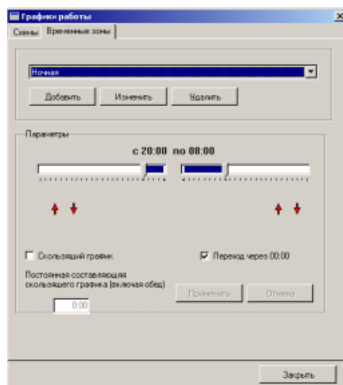 Графики работы
Схемы Временные зоны
Ночная
Добавить Изменить Удалить
Параметры
с 20:00 по 08:00
Скользящий график Переход через 00:00
Постоянная составляющая
скользящего графика (включая обед)
0:00 Применить Отмена
Закрыть